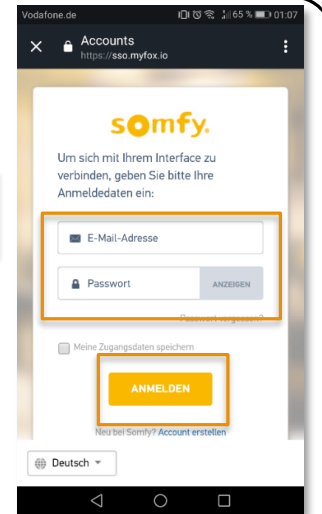 Vodafone.de 65 % 01:07
Accounts
https://sso.myfox.io
somfy.
Um sich mit Ihrem Interface zu
verbinden, geben Sie bitte Ihre
Anmeldedaten ein:
E-Mail-Adresse
Passwort ANZEIGEN
Passwort vergessen?
Meine Zugangsdaten speichern
ANMELDEN
Neu bei Somfy? Account erstellen
Deutsch